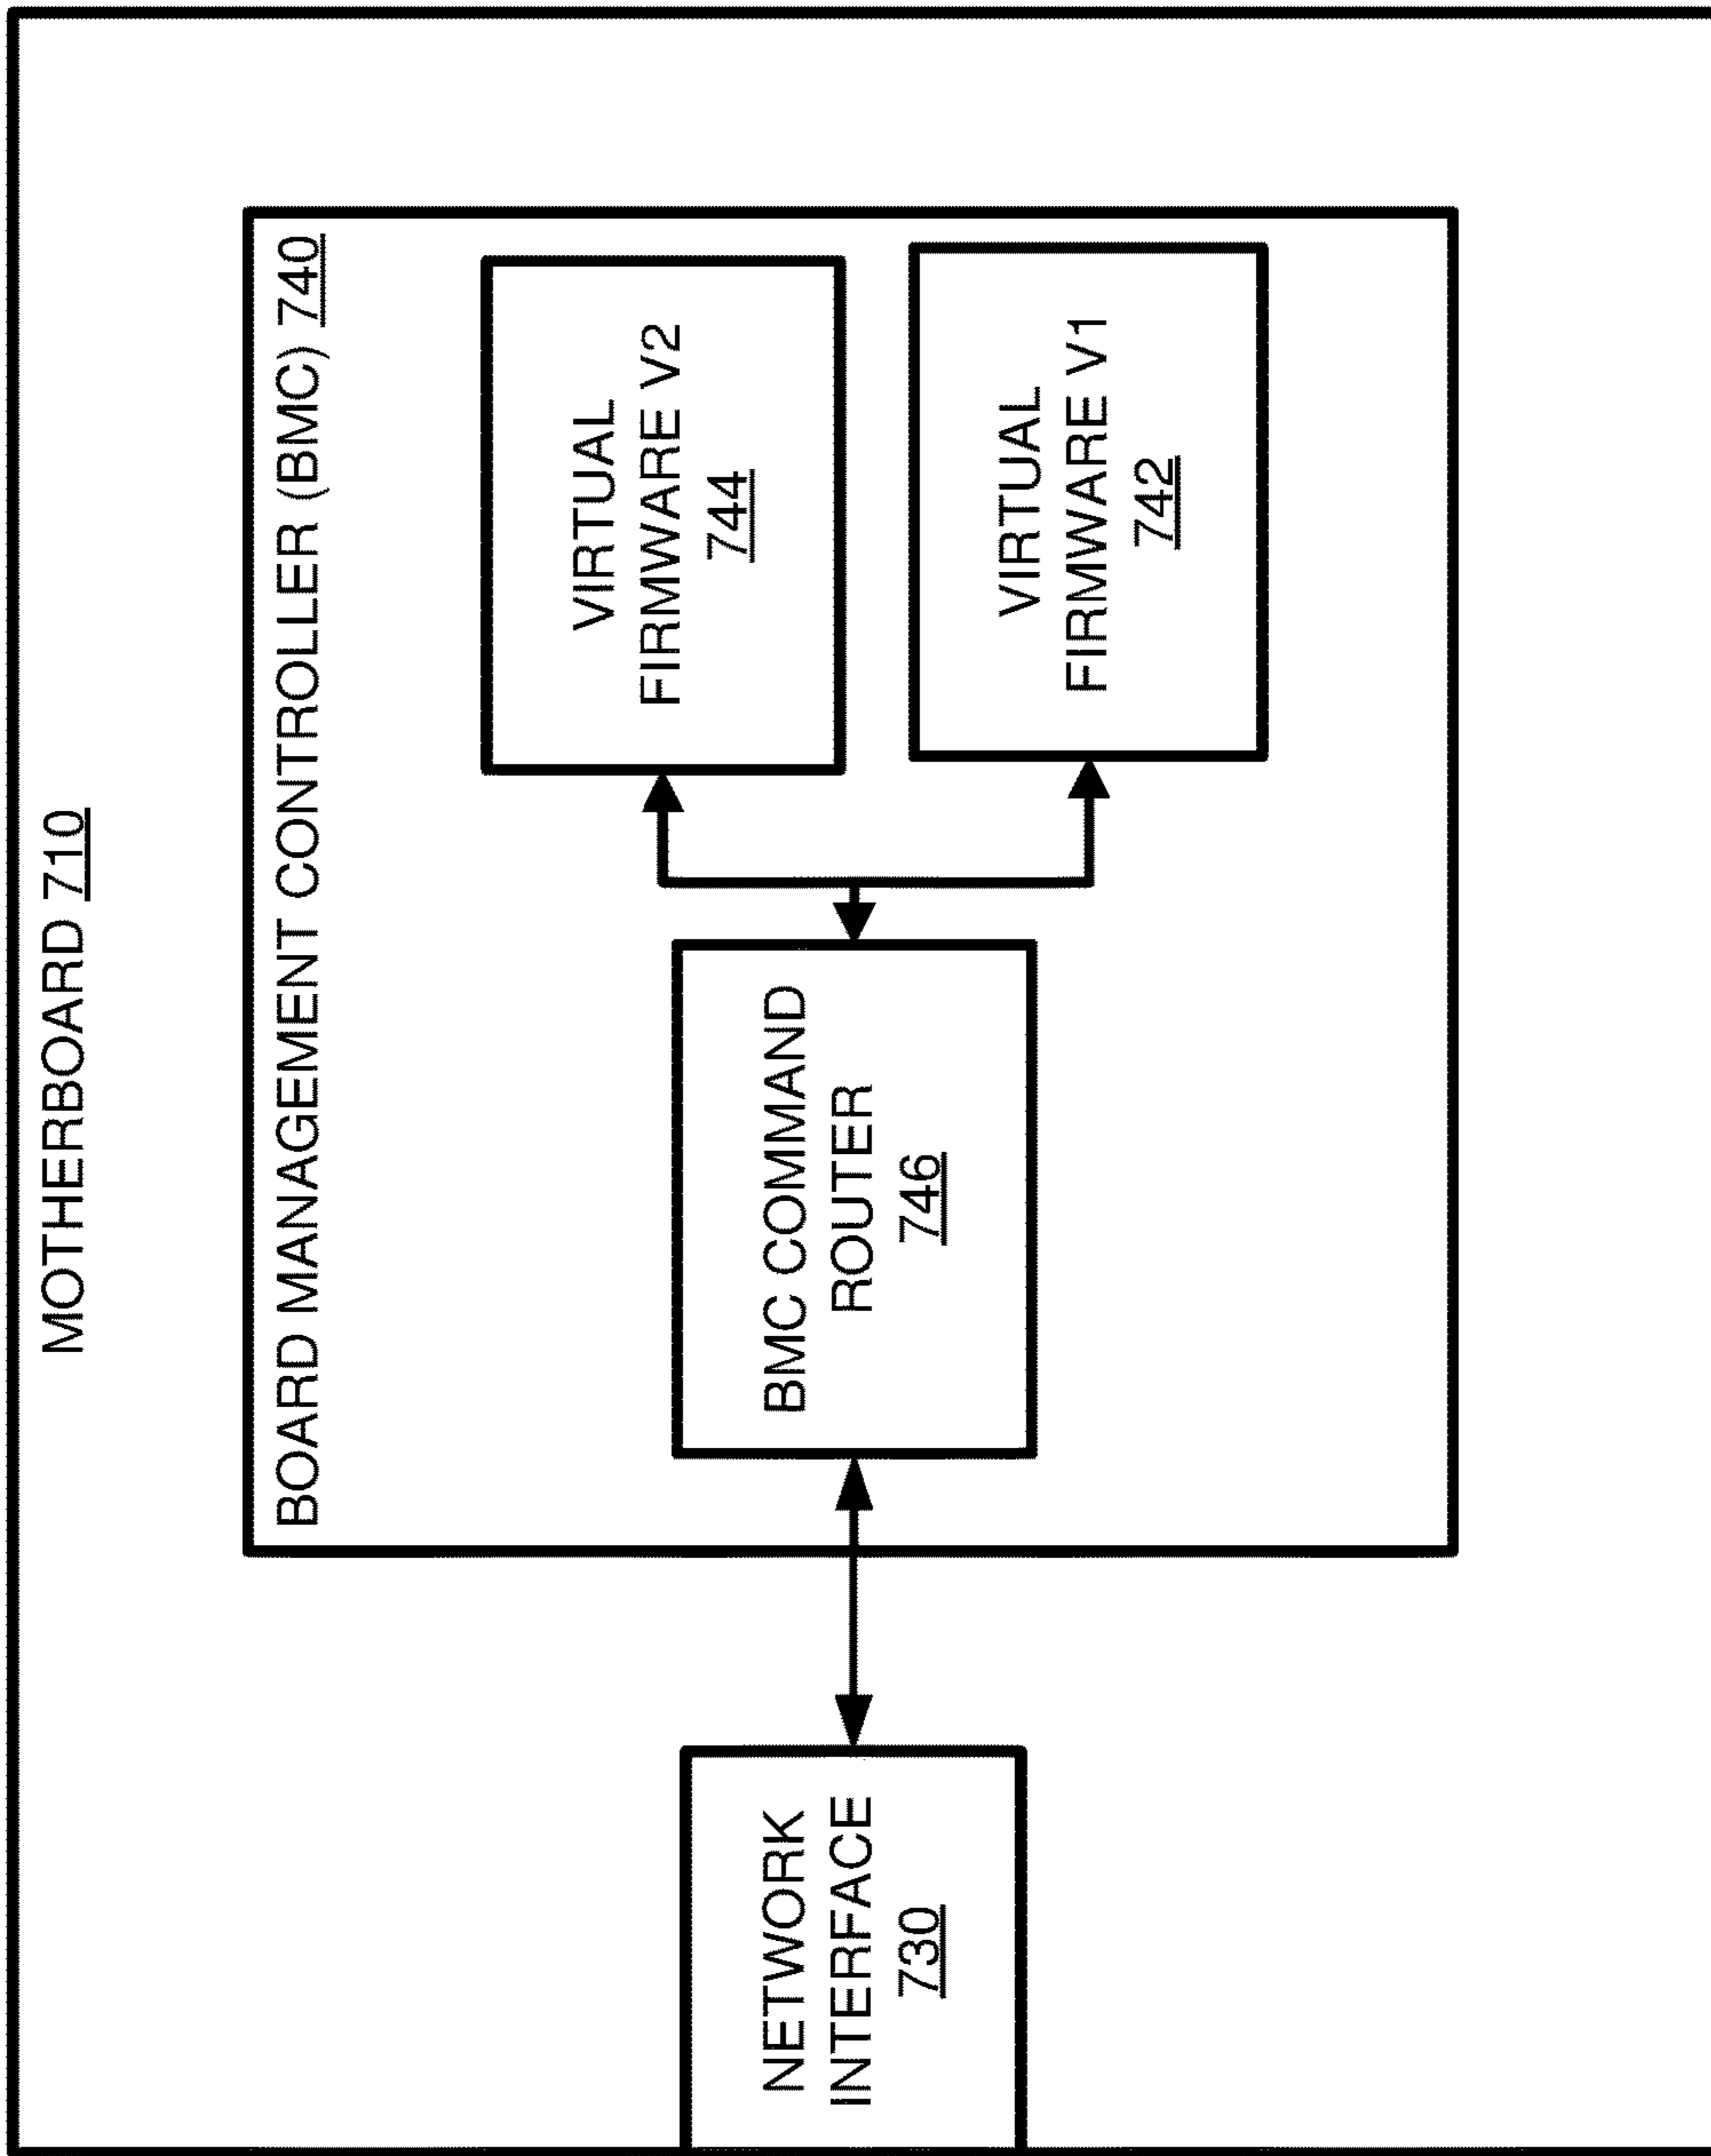 MOTHERBOARD 710
BOARD MANAGEMENT CONTROLLER (BMC) 740
NETWORK
INTERFACE
730
BMC COMMAND
ROUTER
746
VIRTUAL
FIRMWARE V2
744
VIRTUAL
FIRMWARE V1
742